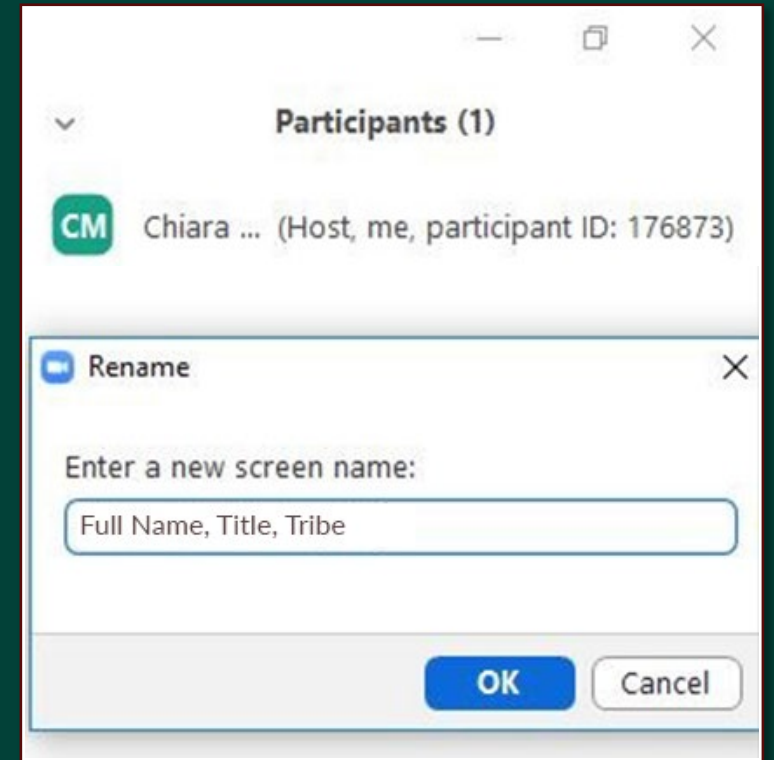 Participants (1)
CM Chiara ... (Host, me, participant ID: 176873)
Rename
Enter a new screen name:
Full Name, Title, Tribe
OK Cancel